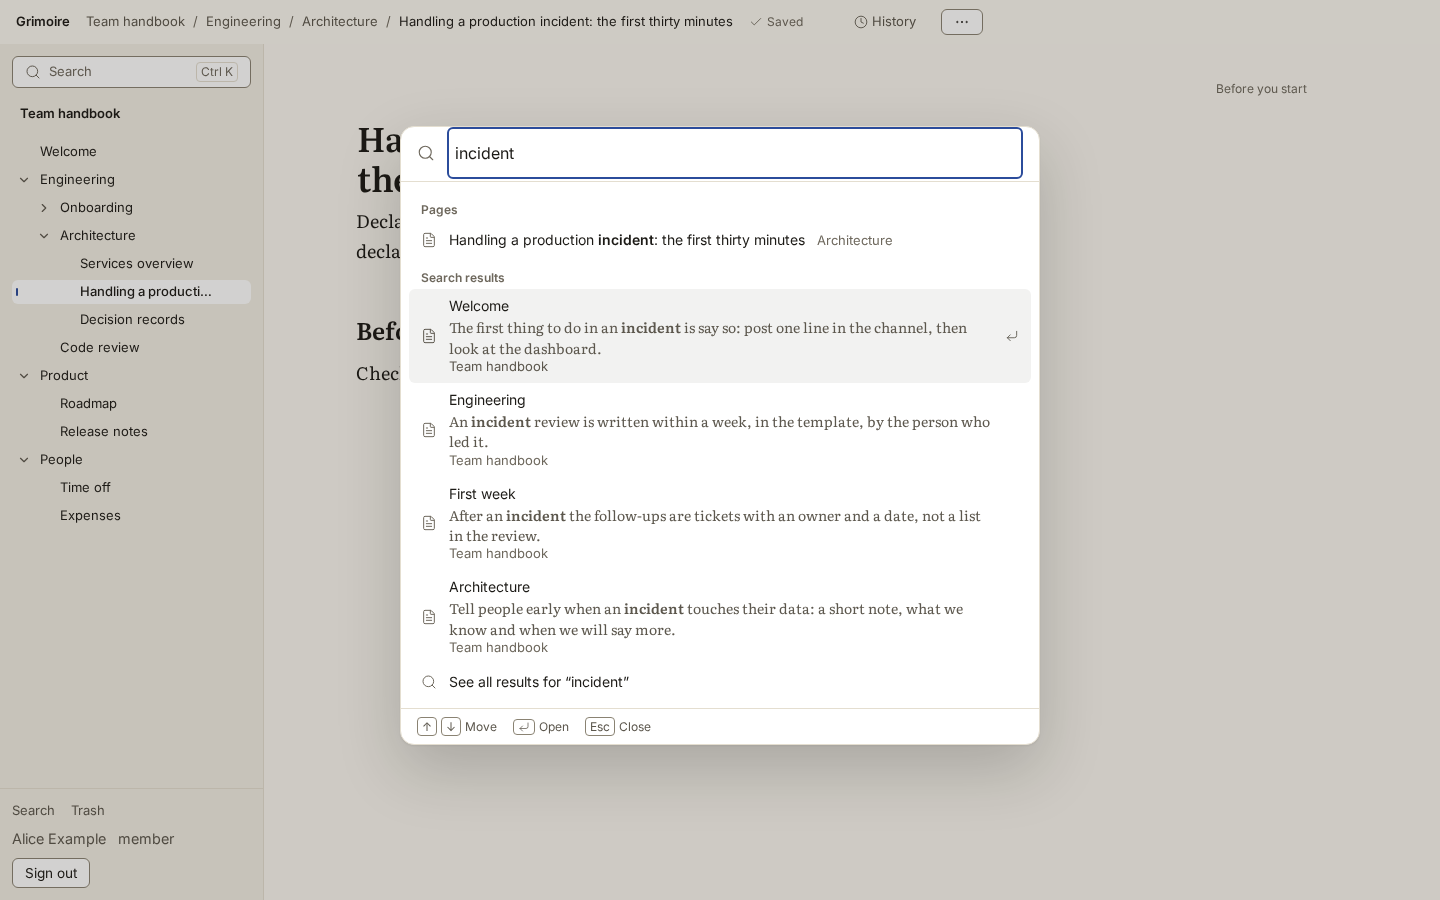 Grimoire Team handbook / Engineering / Architecture / Handling a production incident: the first thirty minutes Saved History ...
Search Ctrl K
Team handbook
Welcome
Engineering
Onboarding
Architecture
Services overview
Handling a producti...
Decision records
Code review
Product
Roadmap
Release notes
People
Time off
Expenses
Search Trash
Alice Example member
Sign out
Before you start
Ha
the
Decla
decla
Befo
Chec
incident
Pages
Handling a production incident: the first thirty minutes Architecture
Search results
Welcome
The first thing to do in an incident is say so: post one line in the channel, then
look at the dashboard.
Team handbook
Engineering
An incident review is written within a week, in the template, by the person who
led it.
Team handbook
First week
After an incident the follow-ups are tickets with an owner and a date, not a list
in the review.
Team handbook
Architecture
Tell people early when an incident touches their data: a short note, what we
know and when we will say more.
Team handbook
See all results for “incident”
↑ ↓ Move Open Esc Close